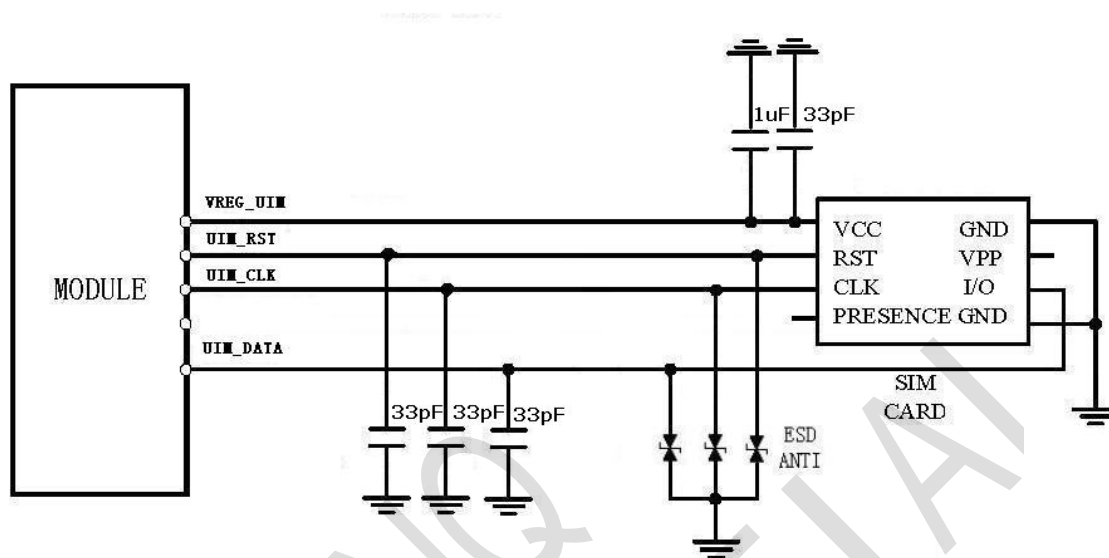 1uF 33pF
VREG_UIM
UIM_RST
UIM_CLK
UIM_DATA
MODULE
VCC GND
RST VPP
CLK I/O
PRESENCE GND
SIM
CARD
33pF 33pF 33pF
ESD
ANTI